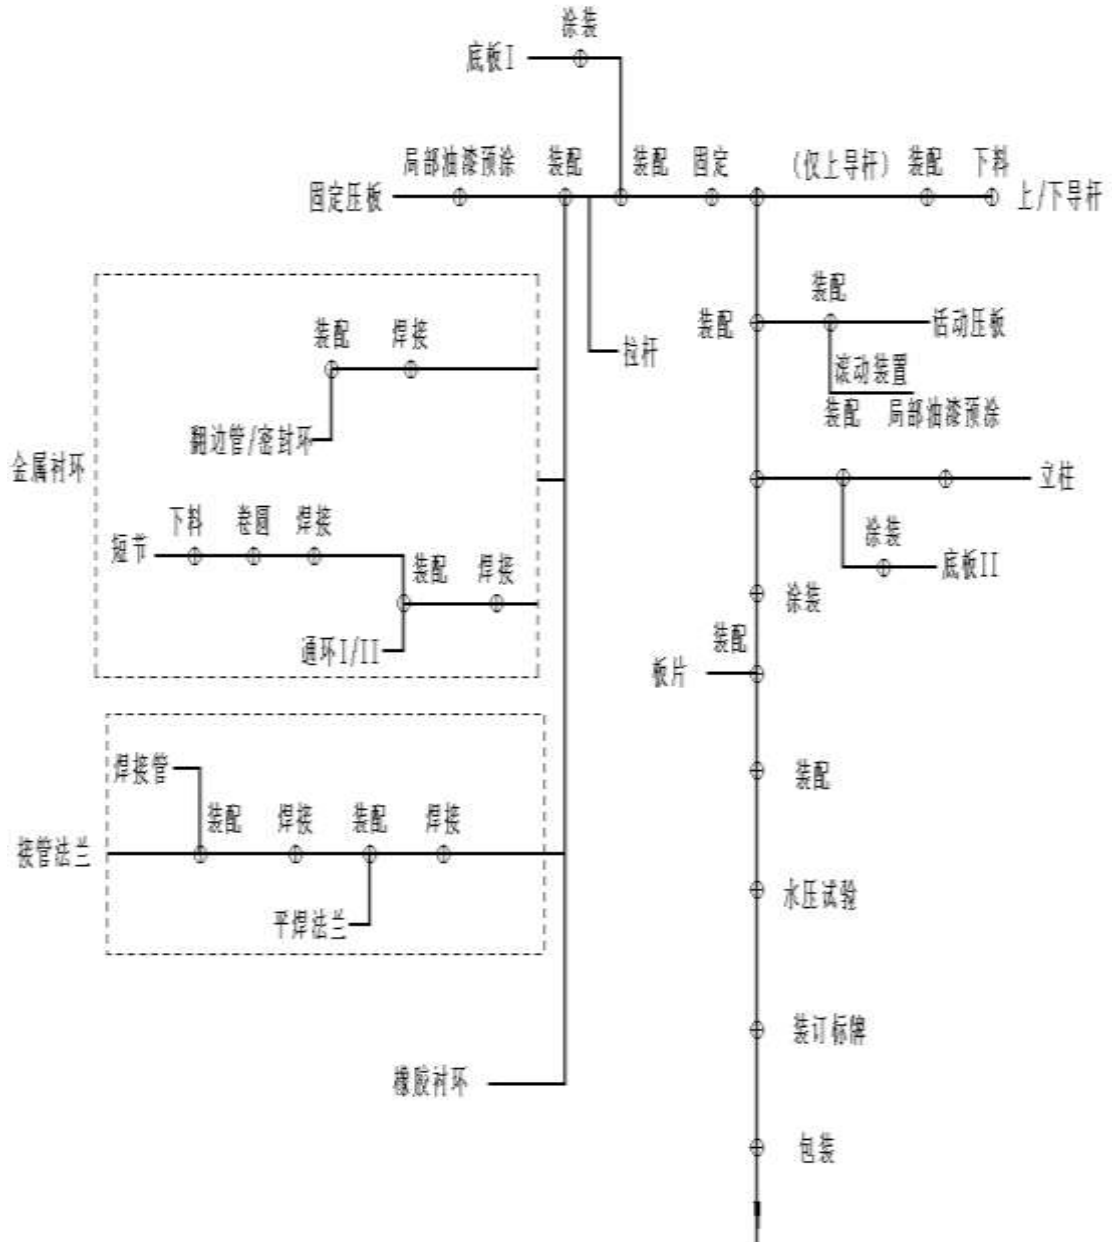 涂装
底板I
局部油漆预涂 装配 装配 固定 (仅上导杆) 装配 下料
固定压板 上/下导杆
装配
装配 活动压板
装配 焊接 拉杆 滚动装置
装配 局部油漆预涂
翻边管/密封环
金属衬环 立柱
下料 卷圆 焊接 涂装
短节 装配 焊接 底板II
涂装
通环I/II 装配
板片
焊接管 装配
装配 焊接 装配 焊接
接管法兰
水压试验
平焊法兰
装订标牌
橡胶衬环
包装